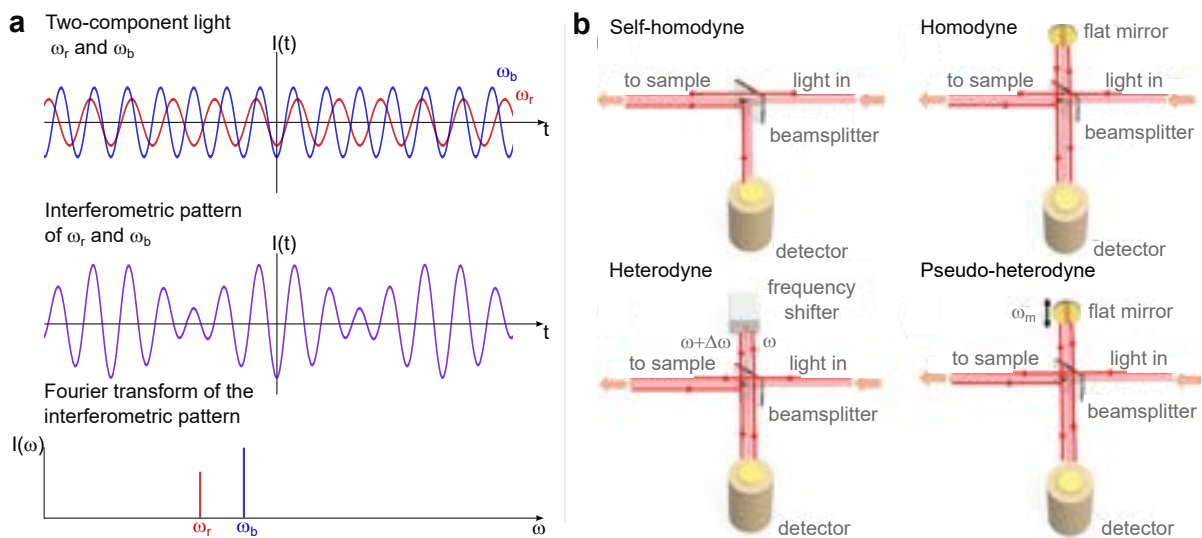 a
Two-component light
ωr and ωb
I(t)
ωb
ωr
t
Interferometric pattern
of ωr and ωb
I(t)
t
Fourier transform of the
interferometric pattern
I(ω)
ωr
ωb
ω
b
Self-homodyne
to sample
light in
beamsplitter
detector
Homodyne
flat mirror
to sample
light in
beamsplitter
detector
Heterodyne
frequency
shifter
ω+Δω
ω
to sample
light in
beamsplitter
detector
Pseudo-heterodyne
ωm
flat mirror
to sample
light in
beamsplitter
detector